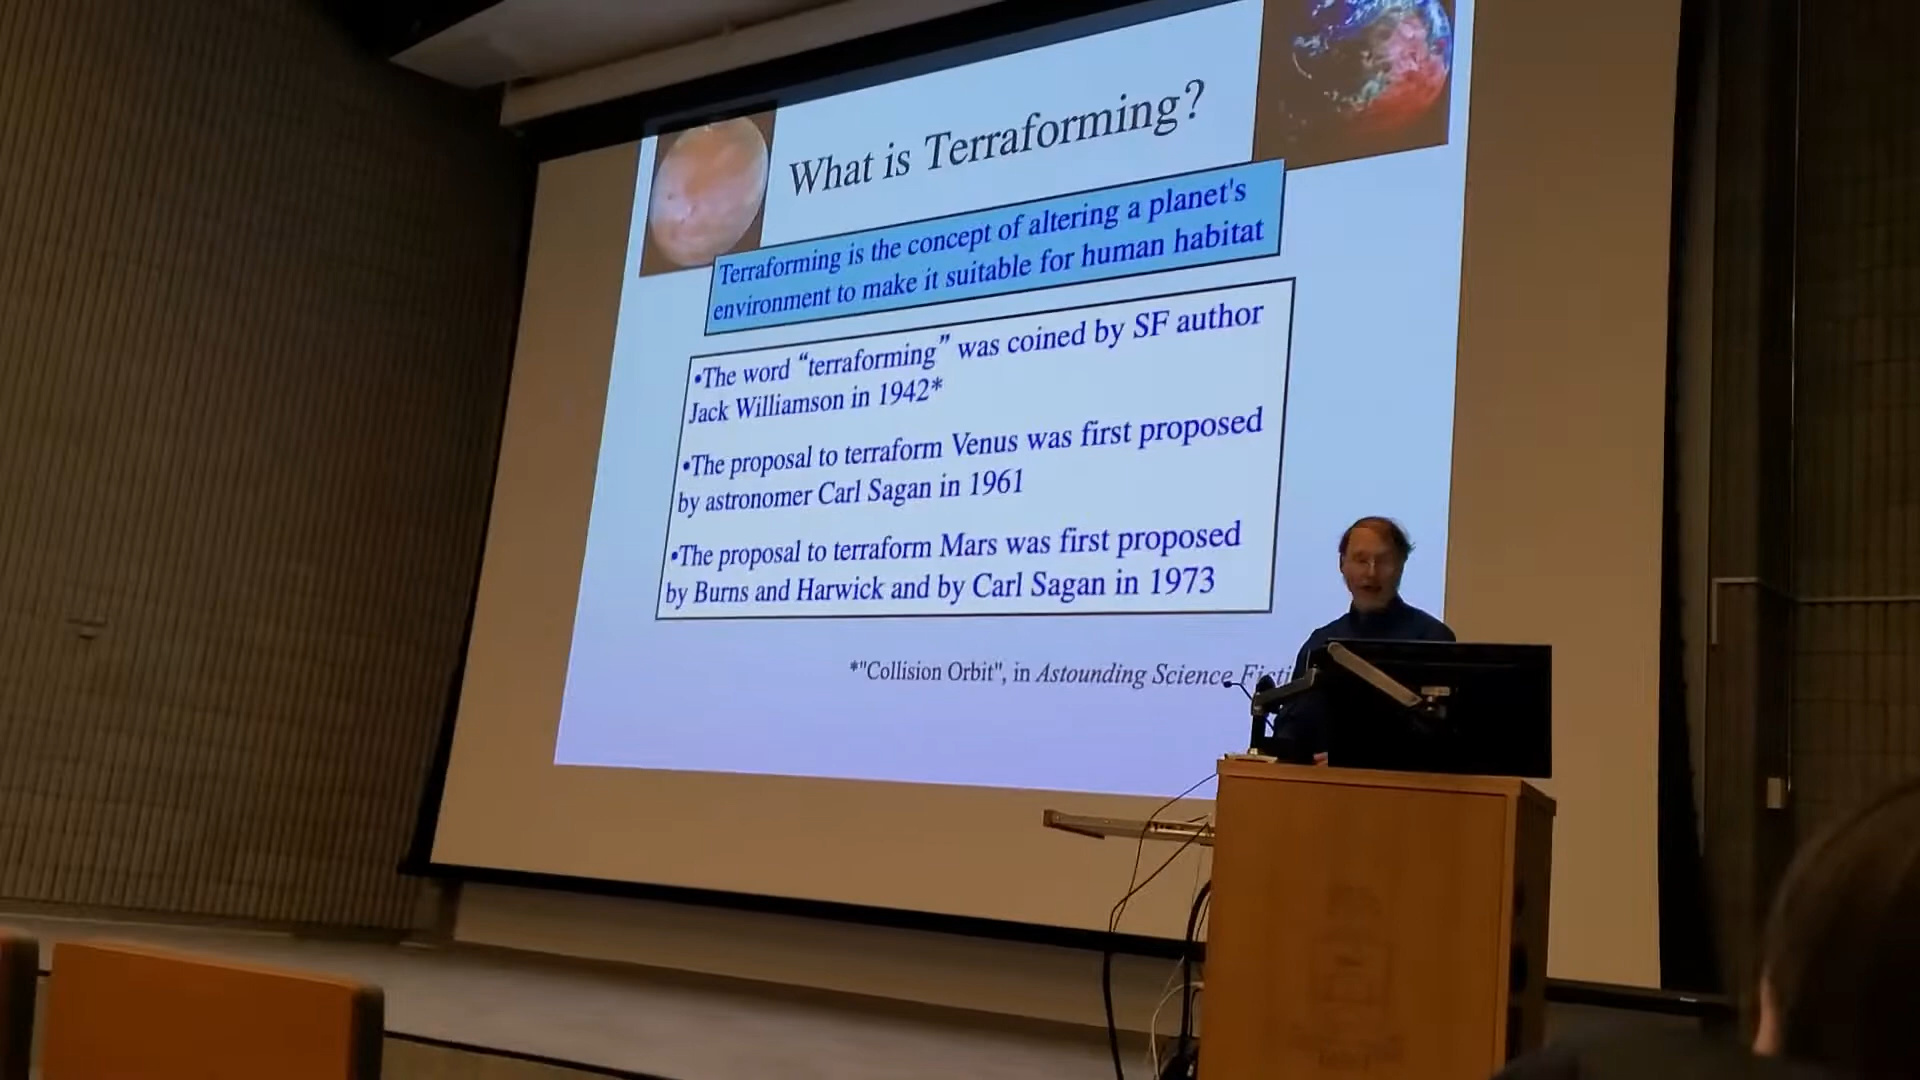 What is Terraforming?
Terraforming is the concept of altering a planet's
environment to make it suitable for human habitat
•The word “terraforming” was coined by SF author
Jack Williamson in 1942*
•The proposal to terraform Venus was first proposed
by astronomer Carl Sagan in 1961
•The proposal to terraform Mars was first proposed
by Burns and Harwick and by Carl Sagan in 1973
*"Collision Orbit", in Astounding Science Ficti